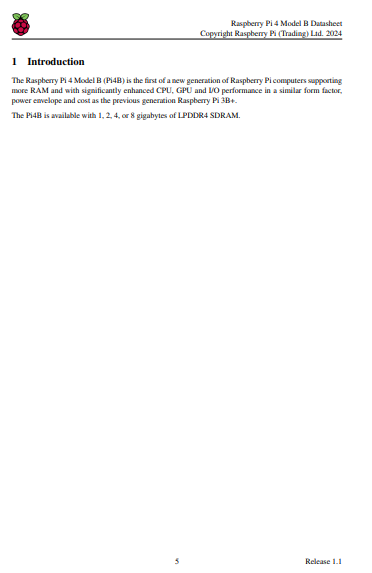 Raspberry Pi 4 Model B Datasheet
Copyright Raspberry Pi (Trading) Ltd. 2024
1 Introduction
The Raspberry Pi 4 Model B (Pi4B) is the first of a new generation of Raspberry Pi computers supporting
more RAM and with significantly enhanced CPU, GPU and I/O performance in a similar form factor,
power envelope and cost as the previous generation Raspberry Pi 3B+.
The Pi4B is available with 1, 2, 4, or 8 gigabytes of LPDDR4 SDRAM.
5
Release 1.1